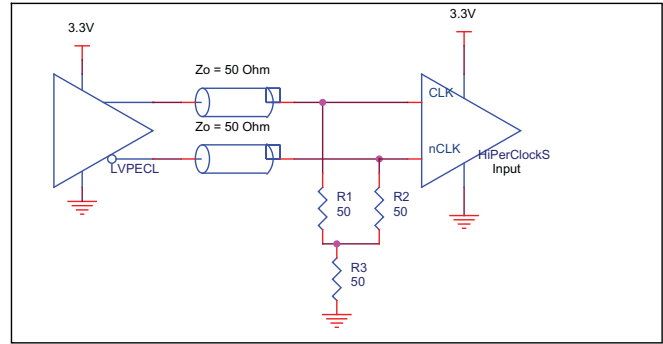 3.3V
3.3V
Zo = 50 Ohm
CLK
Zo = 50 Ohm
nCLK
LVPECL
HiPerClockS
Input
R1
50
R2
50
R3
50